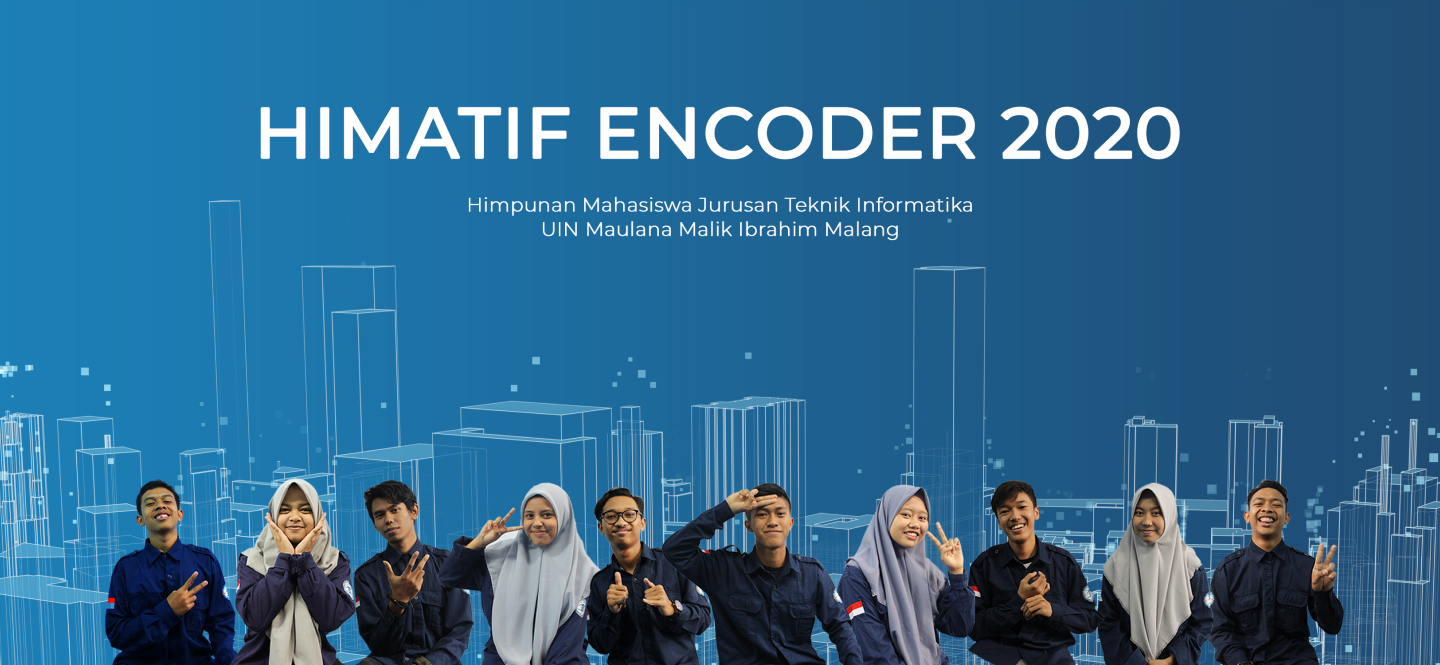 HIMATIF ENCODER 2020
Himpunan Mahasiswa Jurusan Teknik Informatika
UIN Maulana Malik Ibrahim Malang